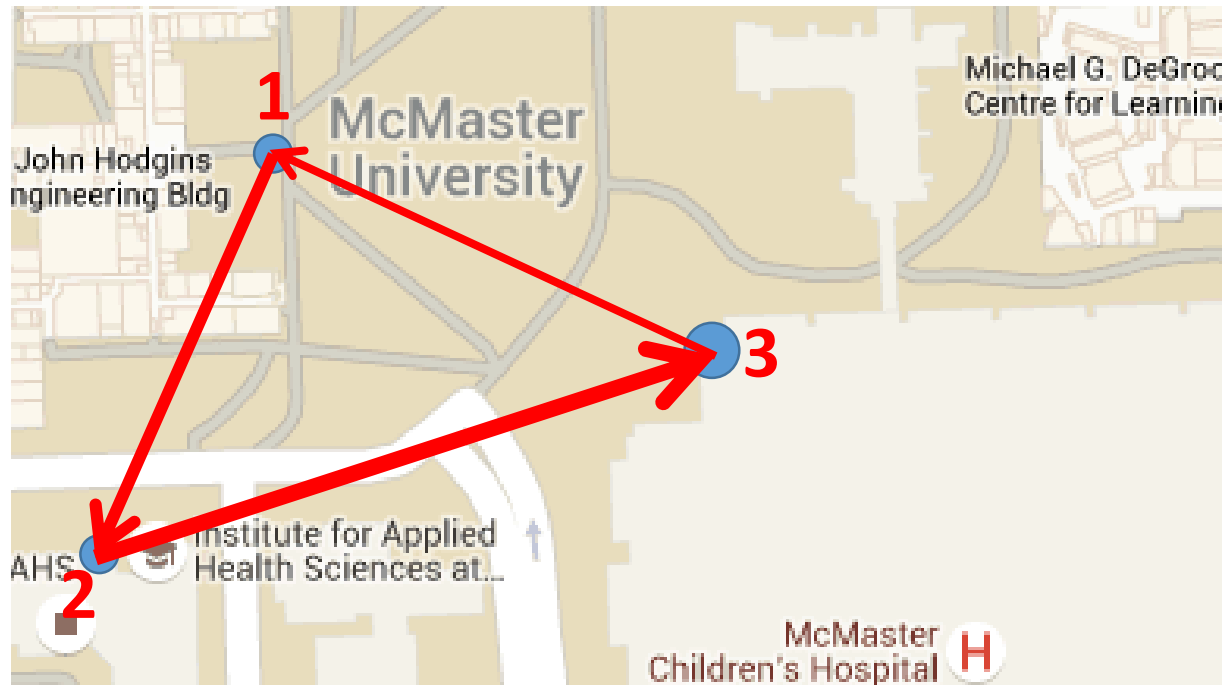 1
McMaster
University
Michael G. DeGroo
Centre for Learning
John Hodgins
ngineering Bldg
3
Institute for Applied
Health Sciences at...
AHS
2
McMaster
Children's Hospital
H